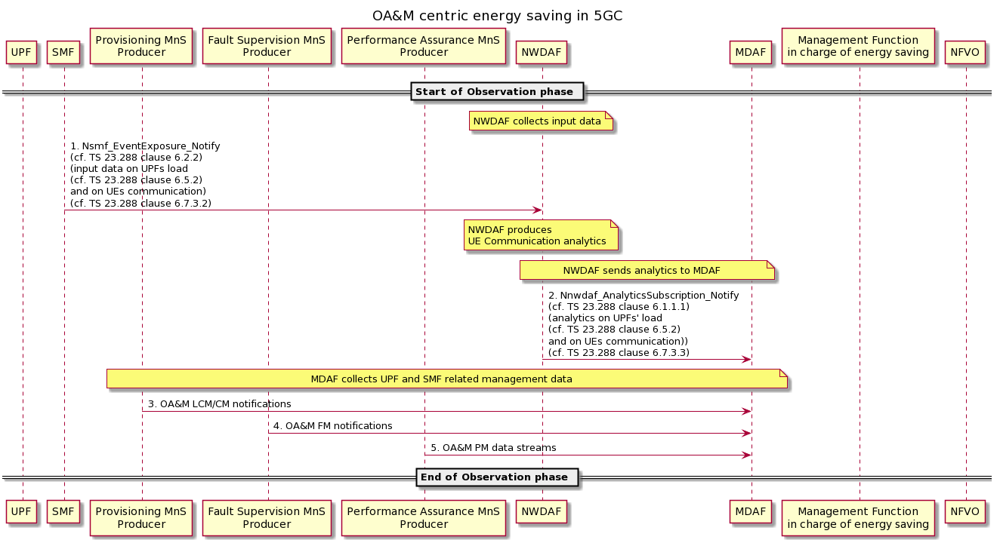 OA&M centric energy saving in 5GC
UPF
SMF
Provisioning MnS
Producer
Fault Supervision MnS
Producer
Performance Assurance MnS
Producer
NWDAF
MDAF
Management Function
in charge of energy saving
NFVO
Start of Observation phase
NWDAF collects input data
1. Nsmf_EventExposure_Notify
(cf. TS 23.288 clause 6.2.2)
(input data on UPFs load
(cf. TS 23.288 clause 6.5.2)
and on UEs communication)
(cf. TS 23.288 clause 6.7.3.2)
NWDAF produces
UE Communication analytics
NWDAF sends analytics to MDAF
2. Nnwdaf_AnalyticsSubscription_Notify
(cf. TS 23.288 clause 6.1.1.1)
(analytics on UPFs' load
(cf. TS 23.288 clause 6.5.2)
and on UEs communication))
(cf. TS 23.288 clause 6.7.3.3)
MDAF collects UPF and SMF related management data
3. OA&M LCM/CM notifications
4. OA&M FM notifications
5. OA&M PM data streams
End of Observation phase
UPF
SMF
Provisioning MnS
Producer
Fault Supervision MnS
Producer
Performance Assurance MnS
Producer
NWDAF
MDAF
Management Function
in charge of energy saving
NFVO